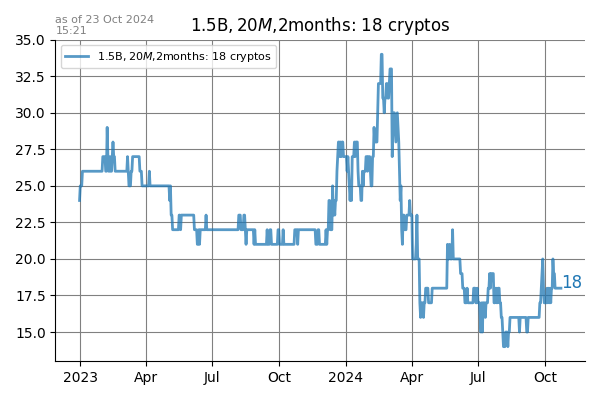 as of 23 Oct 2024
15:21
1.5B, 20M,2months: 18 cryptos
1.5B, 20M,2months: 18 cryptos
35.0
32.5
30.0
27.5
25.0
22.5
20.0
17.5
15.0
18
2023 Apr Jul Oct 2024 Apr Jul Oct